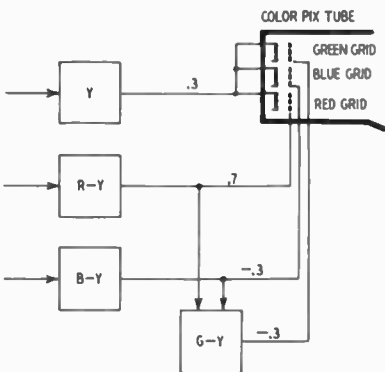 COLOR PIX TUBE
GREEN GRID
BLUE GRID
RED GRID
Y
.3
R-Y
.7
B-Y
-.3
G-Y
-.3